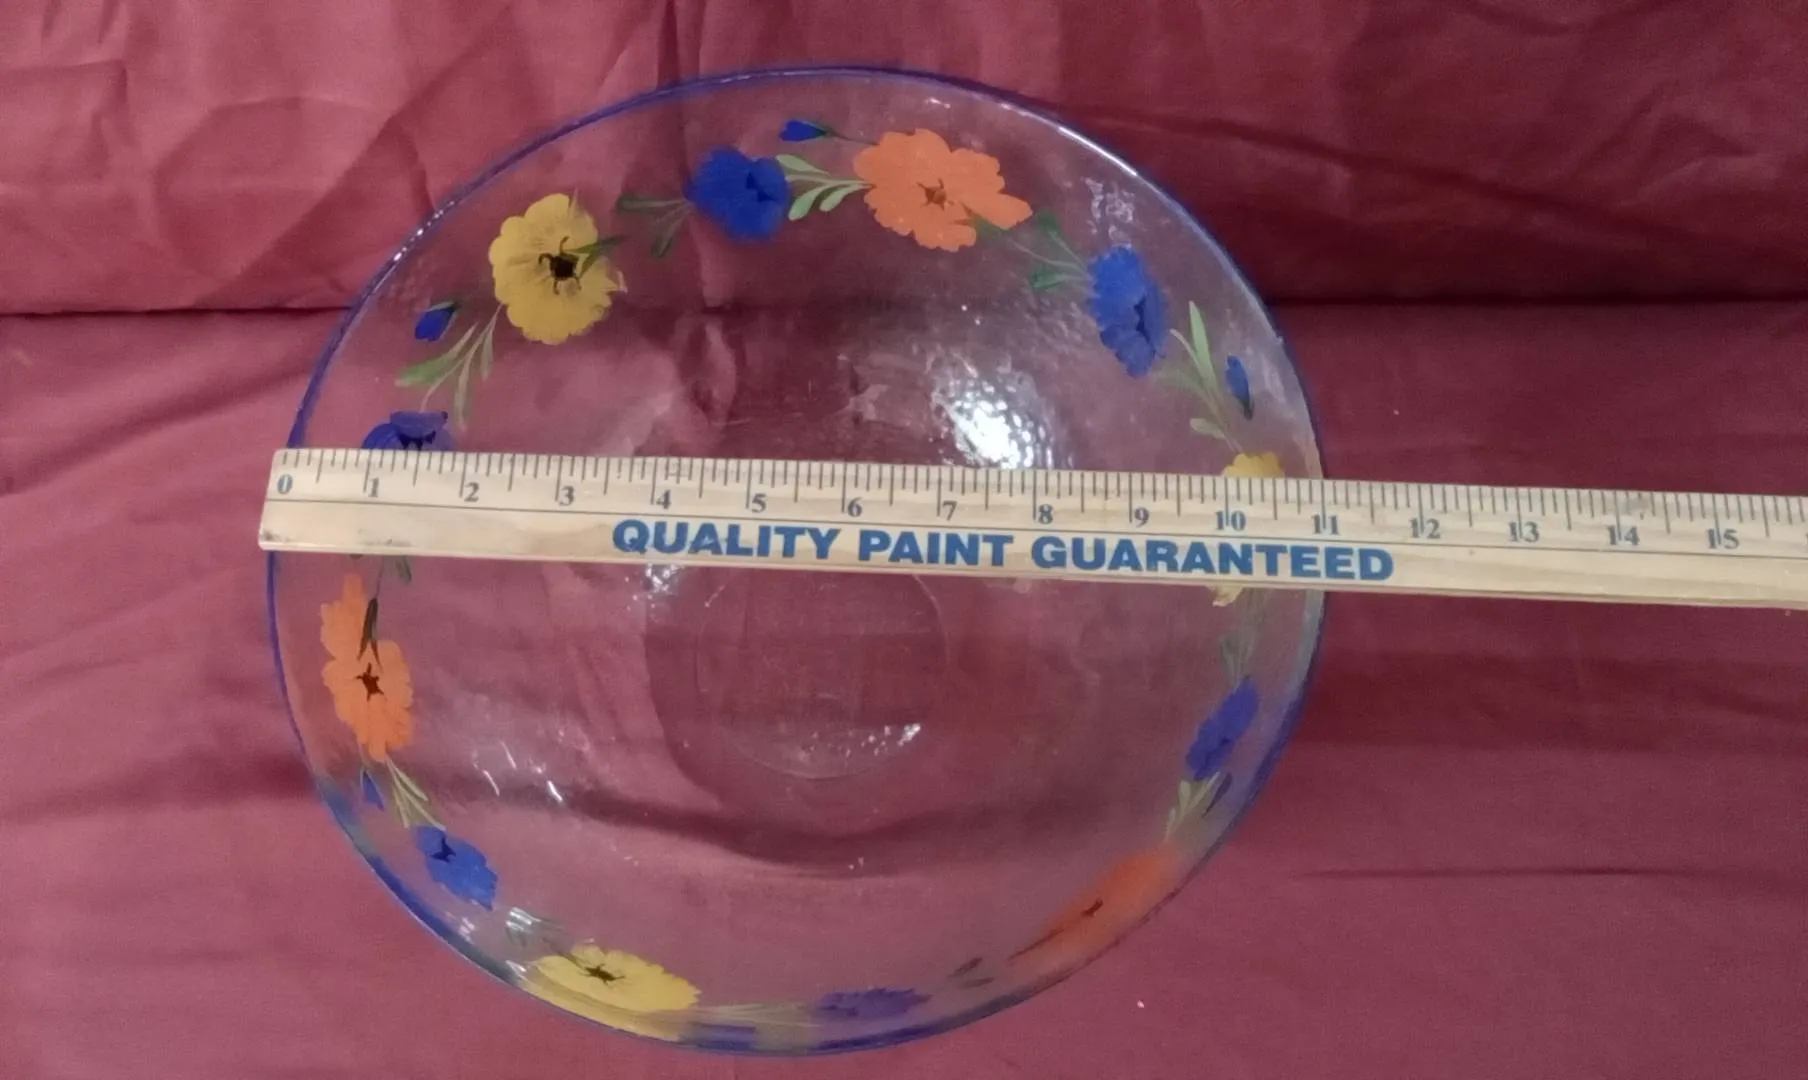 0 1 2 3 4 5 6 7 8 9 10 11 12 13 14 15
QUALITY PAINT GUARANTEED